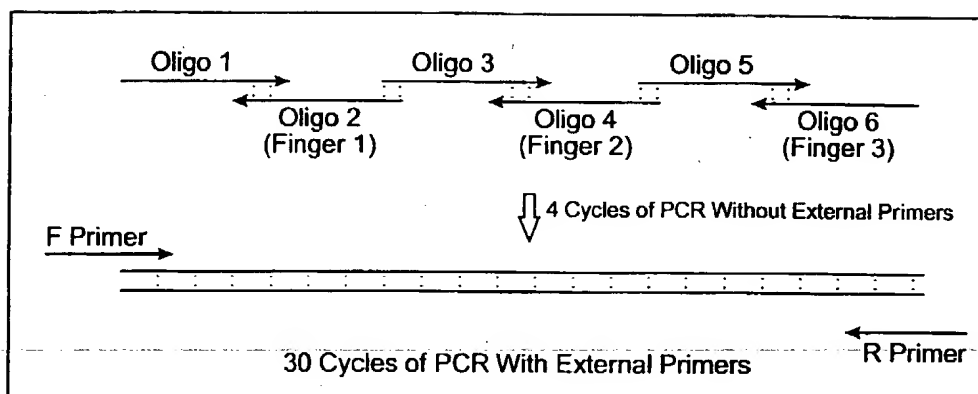 Oligo 1
Oligo 3
Oligo 5
Oligo 2
(Finger 1)
Oligo 4
(Finger 2)
Oligo 6
(Finger 3)
4 Cycles of PCR Without External Primers
F Primer
R Primer
30 Cycles of PCR With External Primers